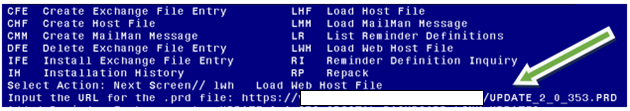 CFE Create Exchange File Entry LHF Load Host File
CHF Create Host File LMM Load MailMan Message
CMM Create MailMan Message LR List Reminder Definitions
DFE Delete Exchange File Entry LWH Load Web Host File
IFE Install Exchange File Entry RI Reminder Definition Inquiry
IH Installation History RP Repack
Select Action: Next Screen// lwh Load Web Host File
Input the URL for the .prd file: https:// /UPDATE_2_0_353.PRD